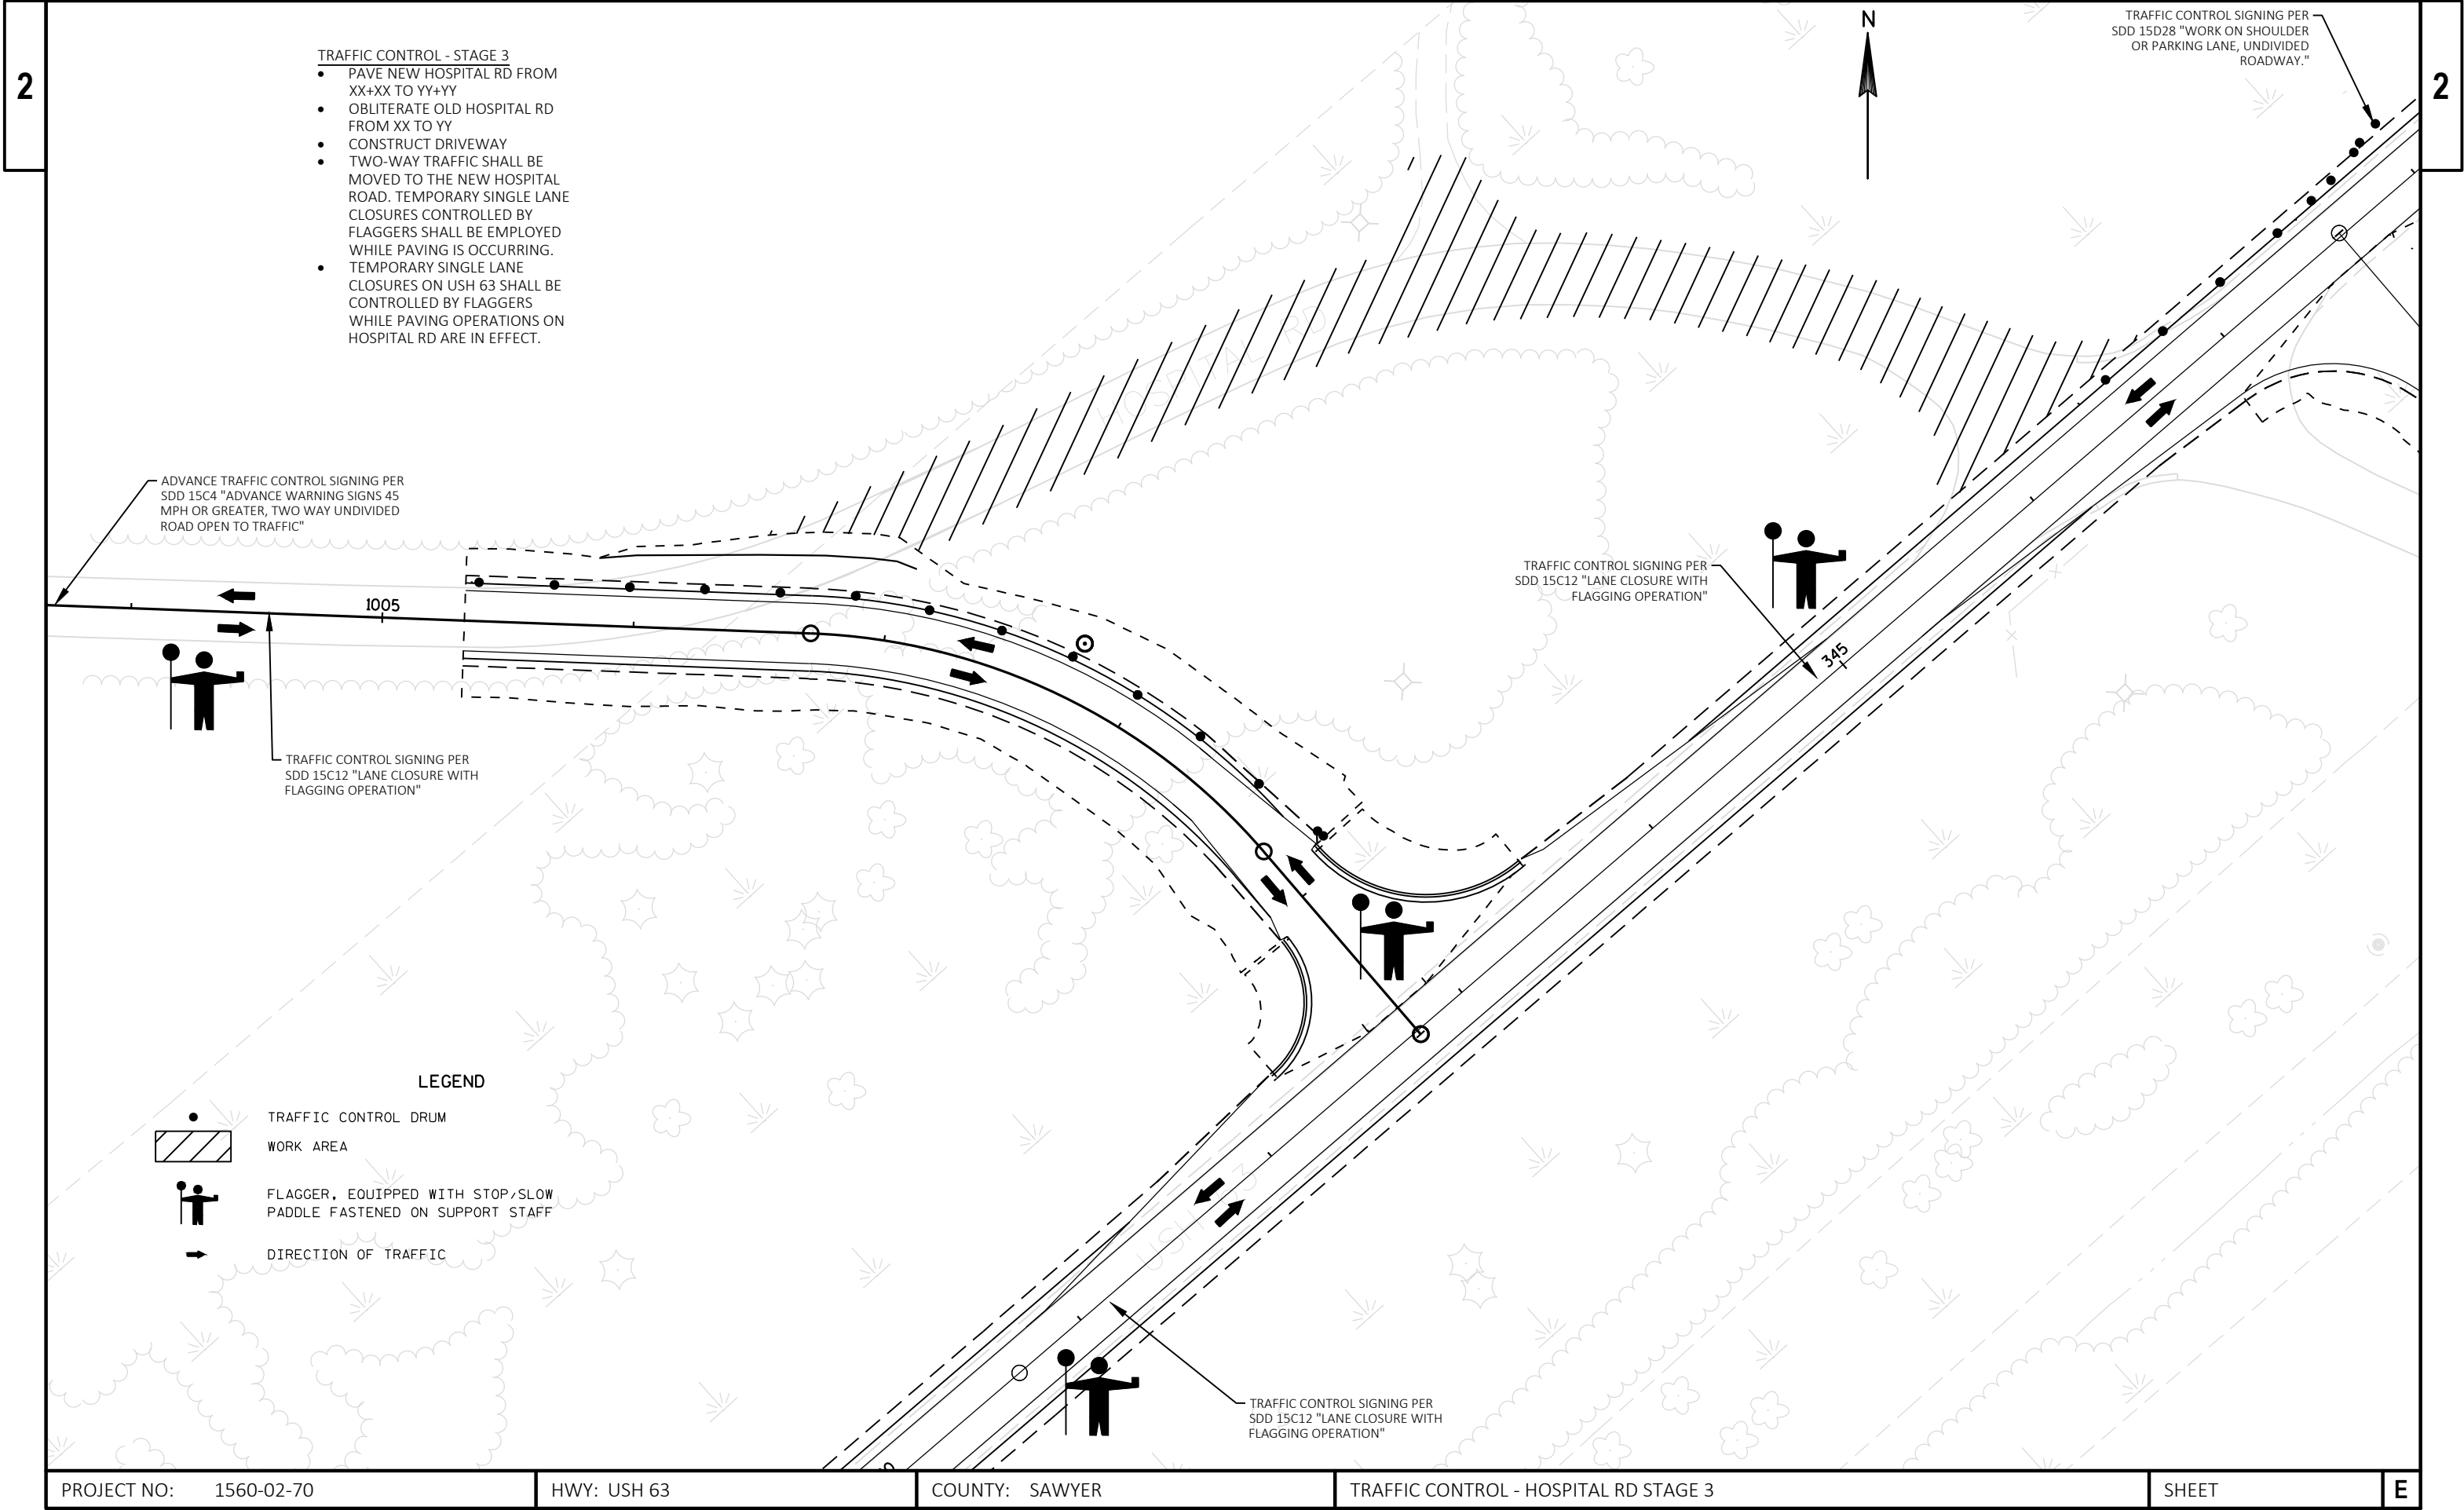 2
TRAFFIC CONTROL - STAGE 3
• PAVE NEW HOSPITAL RD FROM
XX+XX TO YY+YY
• OBLITERATE OLD HOSPITAL RD
FROM XX TO YY
• CONSTRUCT DRIVEWAY
• TWO-WAY TRAFFIC SHALL BE
MOVED TO THE NEW HOSPITAL
ROAD. TEMPORARY SINGLE LANE
CLOSURES CONTROLLED BY
FLAGGERS SHALL BE EMPLOYED
WHILE PAVING IS OCCURRING.
• TEMPORARY SINGLE LANE
CLOSURES ON USH 63 SHALL BE
CONTROLLED BY FLAGGERS
WHILE PAVING OPERATIONS ON
HOSPITAL RD ARE IN EFFECT.
N
TRAFFIC CONTROL SIGNING PER
SDD 15D28 "WORK ON SHOULDER
OR PARKING LANE, UNDIVIDED
ROADWAY."
2
HOSPITAL RD
ADVANCE TRAFFIC CONTROL SIGNING PER
SDD 15C4 "ADVANCE WARNING SIGNS 45
MPH OR GREATER, TWO WAY UNDIVIDED
ROAD OPEN TO TRAFFIC"
1005
TRAFFIC CONTROL SIGNING PER
SDD 15C12 "LANE CLOSURE WITH
FLAGGING OPERATION"
345
TRAFFIC CONTROL SIGNING PER
SDD 15C12 "LANE CLOSURE WITH
FLAGGING OPERATION"
LEGEND
TRAFFIC CONTROL DRUM
WORK AREA
FLAGGER, EQUIPPED WITH STOP/SLOW
PADDLE FASTENED ON SUPPORT STAFF
DIRECTION OF TRAFFIC
USH 63
TRAFFIC CONTROL SIGNING PER
SDD 15C12 "LANE CLOSURE WITH
FLAGGING OPERATION"
PROJECT NO: 1560-02-70
HWY: USH 63
COUNTY: SAWYER
TRAFFIC CONTROL - HOSPITAL RD STAGE 3
SHEET
E